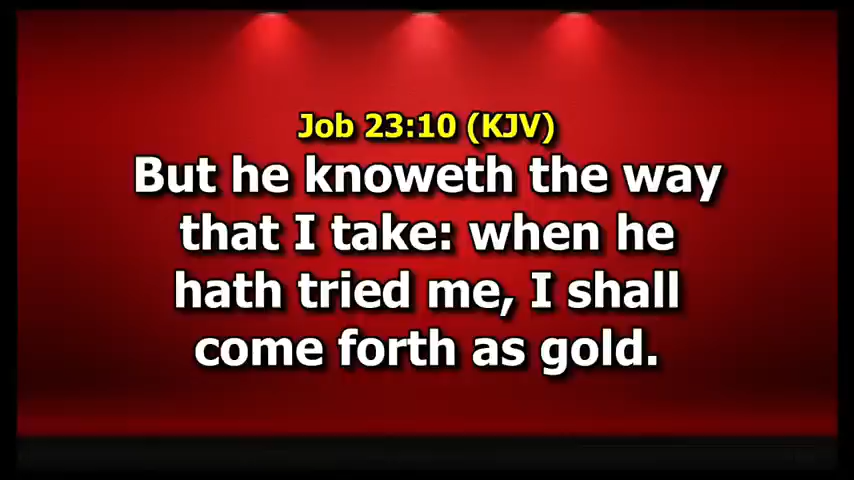 Job 23:10 (KJV)
But he knoweth the way
that I take: when he
hath tried me, I shall
come forth as gold.